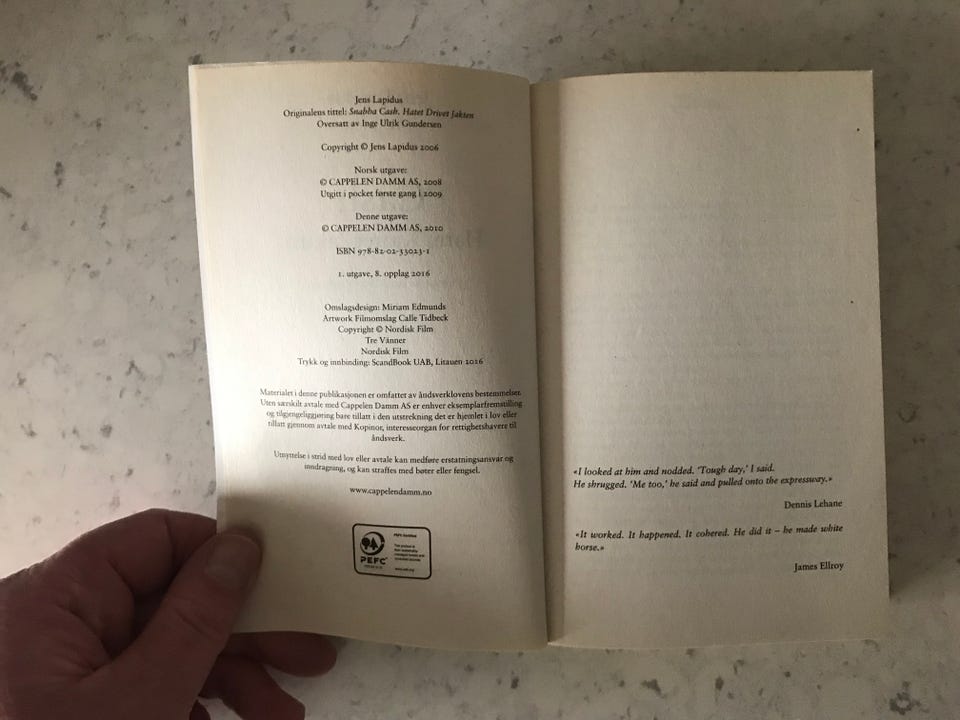 Jens Lapidus
Originalens tittel: Snabba Cash. Hatet Drivet Jakten
Oversatt av Inge Ulrik Gundersen
Copyright © Jens Lapidus 2006
Norsk utgave:
© CAPPELEN DAMM AS, 2008
Utgitt i pocket første gang i 2009
Denne utgave:
© CAPPELEN DAMM AS, 2010
ISBN 978-82-02-33023-1
1. utgave, 8. opplag 2016
Omslagsdesign: Miriam Edmunds
Artwork Filmomslag Calle Tidbeck
Copyright © Nordisk Film
Tre Vänner
Nordisk Film
Trykk og innbinding: ScandBook UAB, Litauen 2016
Materialet i denne publikasjonen er omfattet av åndsverklovens bestemmelser.
Uten særskilt avtale med Cappelen Damm AS er enhver eksemplarfremstilling
og tilgjengeliggjøring bare tillatt i den utstrekning det er hjemlet i lov eller
tillatt gjennom avtale med Kopinor, interesseorgan for rettighetshavere til
åndsverk.
Utnyttelse i strid med lov eller avtale kan medføre erstatningsansvar og
inndragning, og kan straffes med bøter eller fengsel.
www.cappelendamm.no
PEFC
«I looked at him and nodded. ‘Tough day,’ I said.
He shrugged. ‘Me too,’ he said and pulled onto the expressway.»
Dennis Lehane
«It worked. It happened. It cohered. He did it – he made white
horse.»
James Ellroy